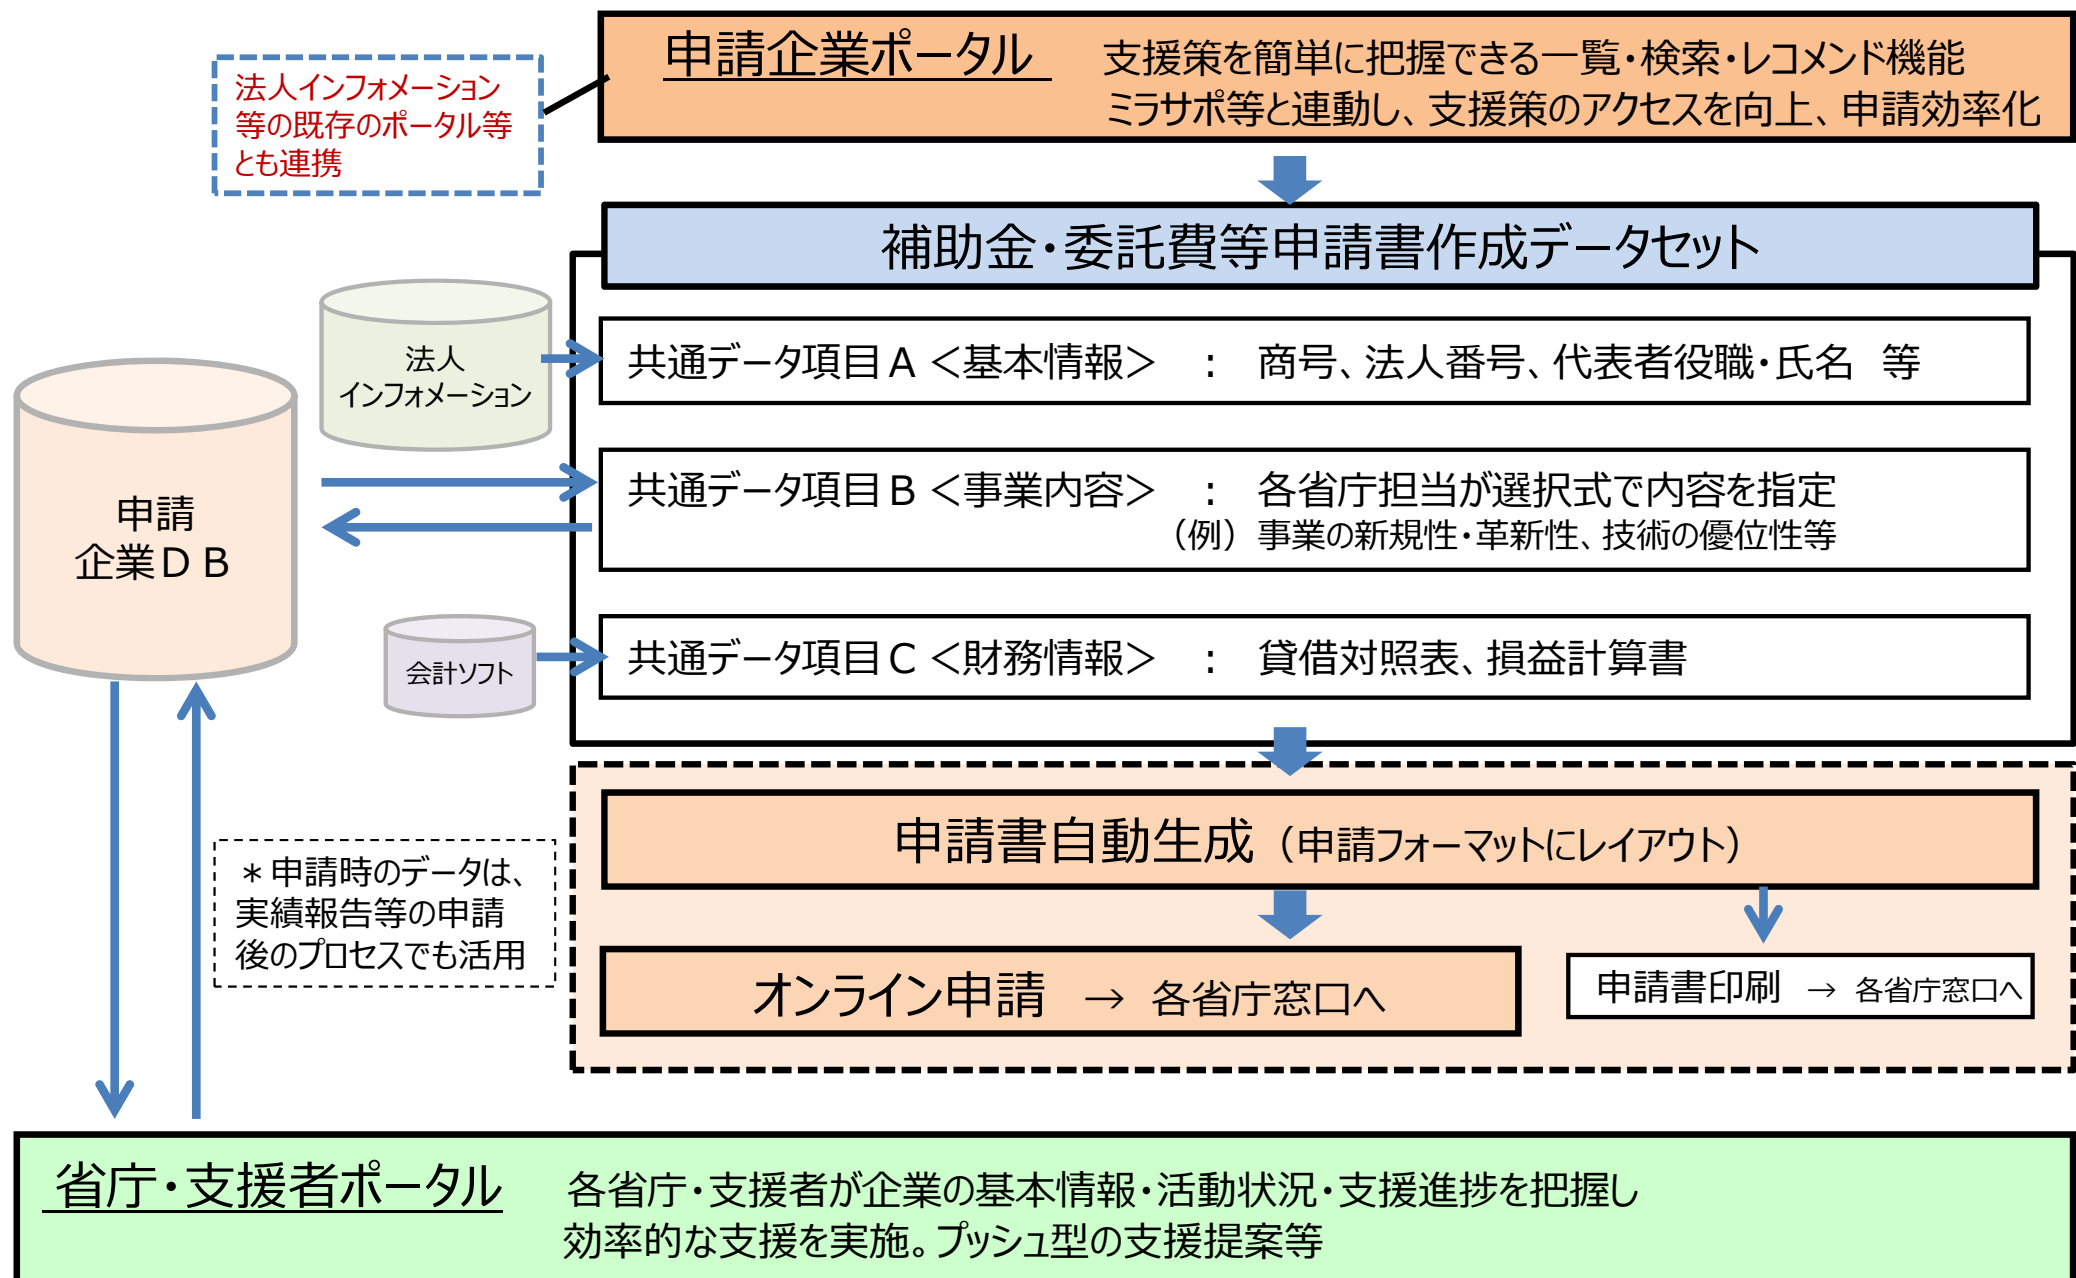 申請企業ポータル　支援策を簡単に把握できる一覧・検索・レコメンド機能
ミラサポ等と連動し、支援策のアクセスを向上、申請効率化
法人インフォメーション
等の既存のポータル等
とも連携
補助金・委託費等申請書作成データセット
法人
インフォメーション
共通データ項目A＜基本情報＞　：　商号、法人番号、代表者役職・氏名　等
申請
企業DB
共通データ項目B＜事業内容＞　：　各省庁担当が選択式で内容を指定
（例）事業の新規性・革新性、技術の優位性等
会計ソフト
共通データ項目C＜財務情報＞　：　貸借対照表、損益計算書
申請書自動生成（申請フォーマットにレイアウト）
＊申請時のデータは、
実績報告等の申請
後のプロセスでも活用
オンライン申請　→　各省庁窓口へ
申請書印刷　→　各省庁窓口へ
省庁・支援者ポータル　各省庁・支援者が企業の基本情報・活動状況・支援進捗を把握し
効率的な支援を実施。プッシュ型の支援提案等